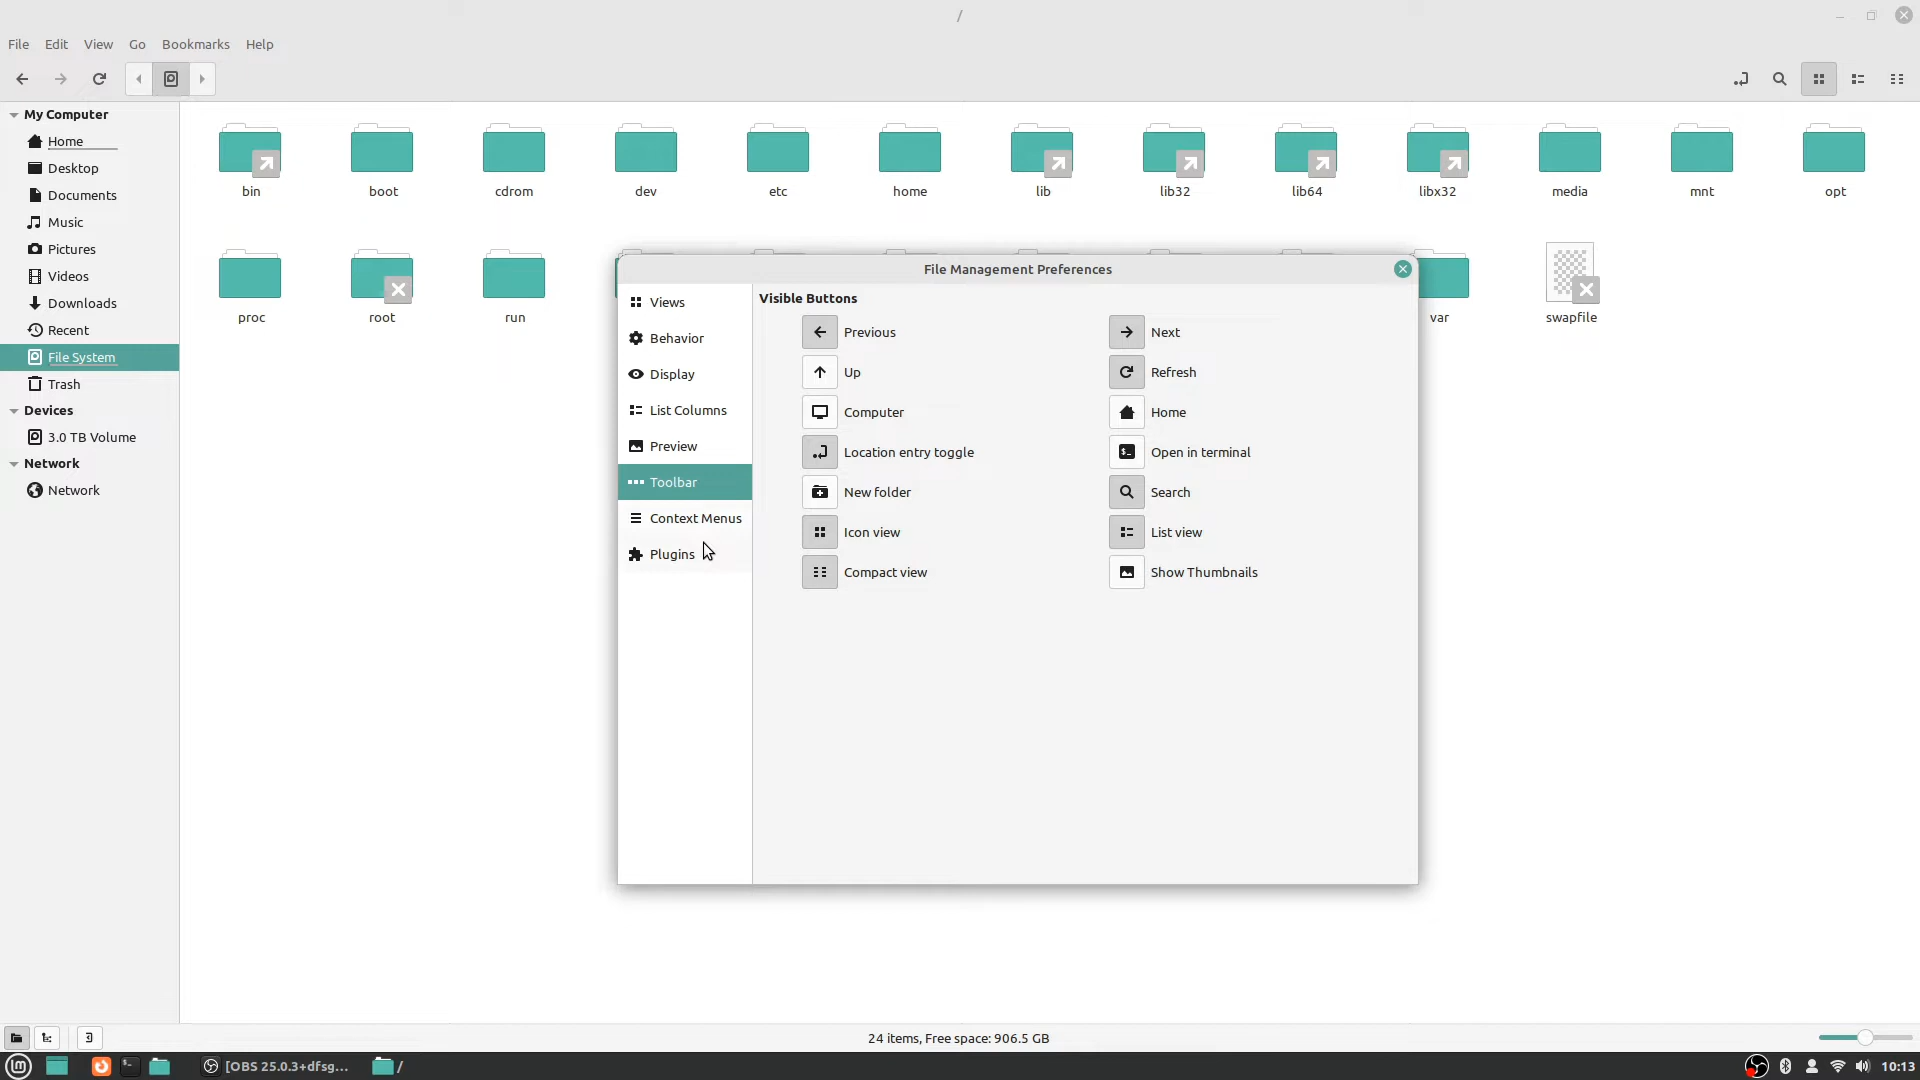 /
File Edit View Go Bookmarks Help
My Computer
Home
Desktop
Documents
Music
Pictures
Videos
Downloads
Recent
File System
Trash
Devices
3.0 TB Volume
Network
Network
bin boot cdrom dev etc home lib lib32 lib64 libx32 media mnt opt
proc root run var swapfile
File Management Preferences
Views
Behavior
Display
List Columns
Preview
Toolbar
Context Menus
Plugins
Visible Buttons
Previous Next
Up Refresh
Computer Home
Location entry toggle Open in terminal
New folder Search
Icon view List view
Compact view Show Thumbnails
24 items, Free space: 906.5 GB
[OBS 25.0.3+dfsg... / 10:13